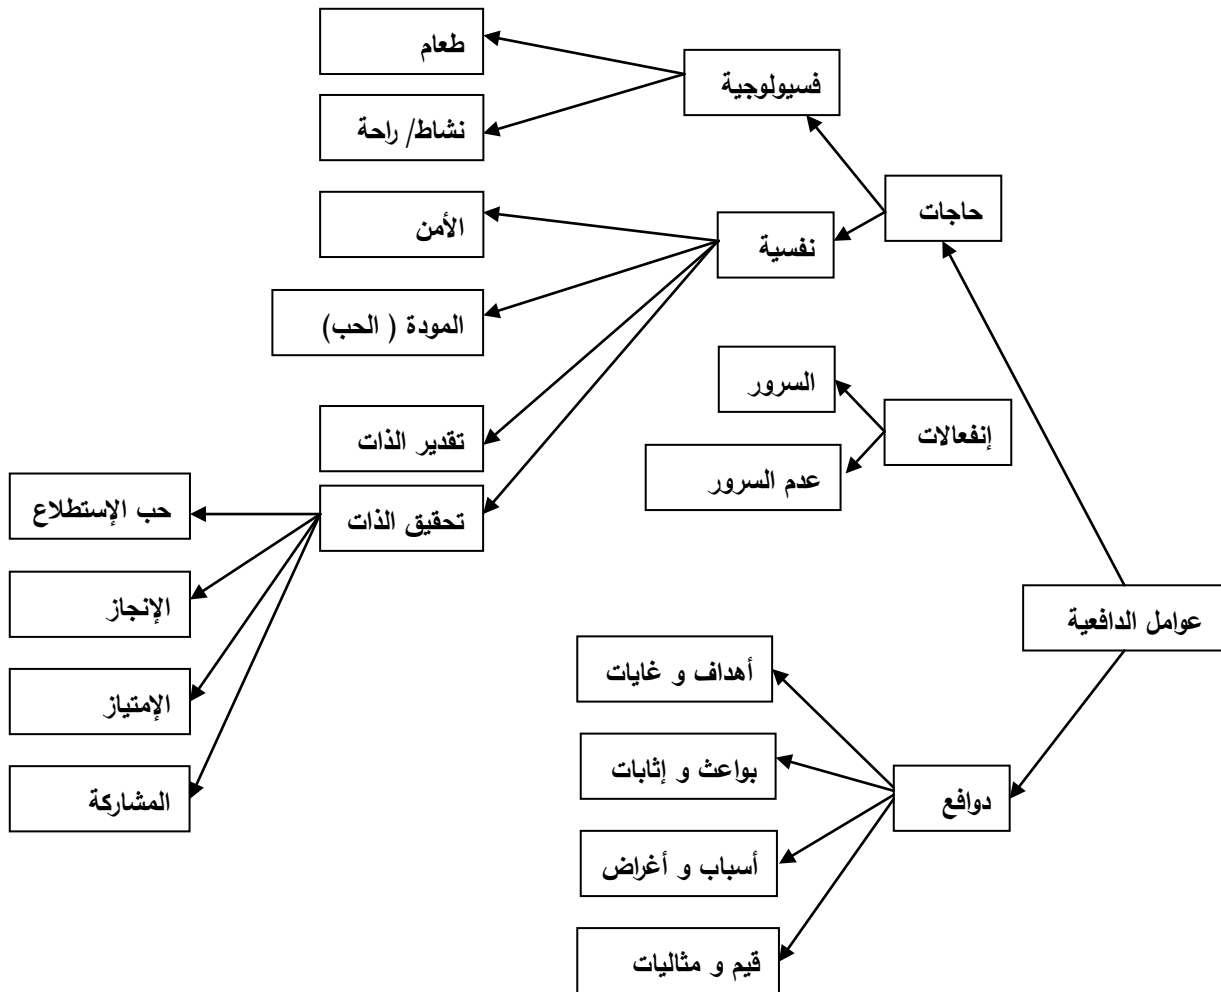 طعام
فسيولوجية
نشاط/ راحة
حاجات
الأمن
نفسية
المودة ( الحب)
السرور
إنفعالات
تقدير الذات
عدم السرور
تحقيق الذات
حب الإستطلاع
الإنجاز
عوامل الدافعية
أهداف و غايات
الإمتياز
بواعث و إثابات
المشاركة
دوافع
أسباب و أغراض
قيم و مثاليات